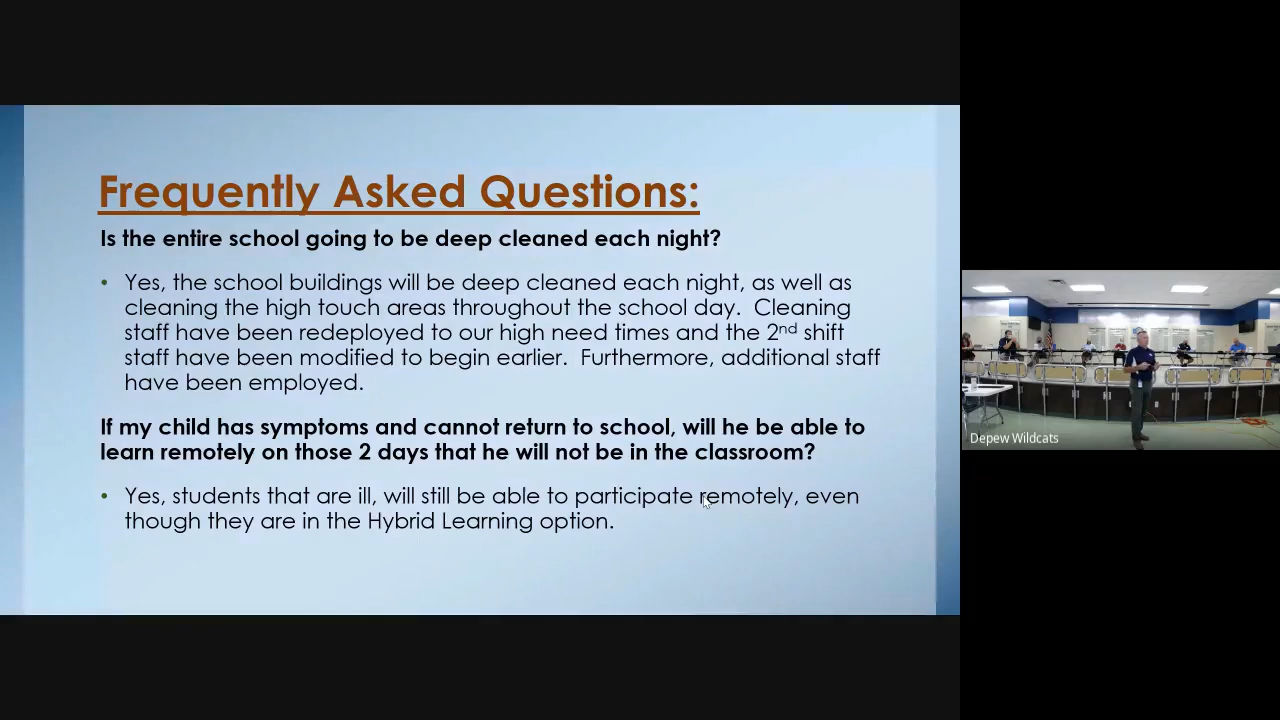 Frequently Asked Questions:
Is the entire school going to be deep cleaned each night?
• Yes, the school buildings will be deep cleaned each night, as well as
cleaning the high touch areas throughout the school day.  Cleaning
staff have been redeployed to our high need times and the 2nd shift
staff have been modified to begin earlier.  Furthermore, additional staff
have been employed.
If my child has symptoms and cannot return to school, will he be able to
learn remotely on those 2 days that he will not be in the classroom?
• Yes, students that are ill, will still be able to participate remotely, even
though they are in the Hybrid Learning option.
Depew Wildcats